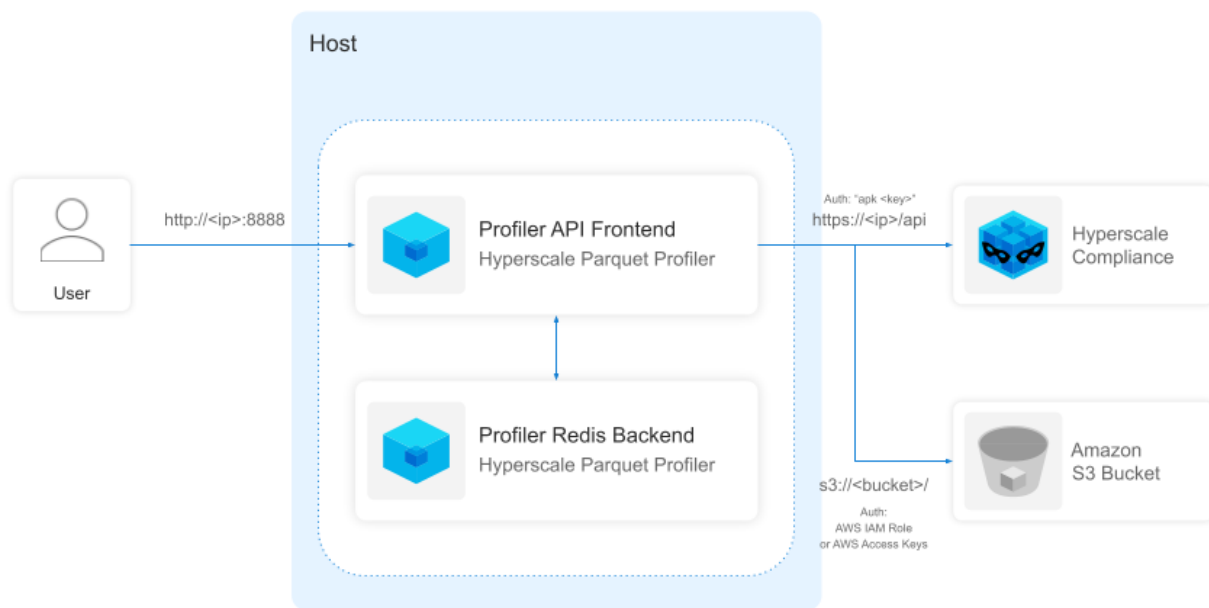 Host
User
http://<ip>:8888
Profiler API Frontend
Hyperscale Parquet Profiler
Profiler Redis Backend
Hyperscale Parquet Profiler
Auth: "apk <key>"
https://<ip>/api
Hyperscale
Compliance
Amazon
S3 Bucket
s3://<bucket>/
Auth:
AWS IAM Role
or AWS Access Keys